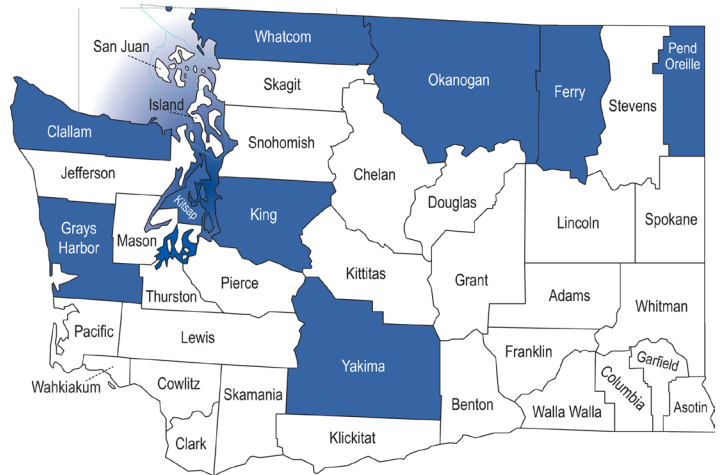 San Juan
Whatcom
Okanogan
Ferry
Pend
Oreille
Skagit
Stevens
Island
Clallam
Snohomish
Chelan
Jefferson
Kitsap
King
Douglas
Lincoln
Spokane
Grays
Harbor
Mason
Kittitas
Grant
Pierce
Thurston
Adams
Whitman
Pacific
Lewis
Yakima
Franklin
Garfield
Wahkiakum
Cowlitz
Skamania
Benton
Columbia
Walla Walla
Asotin
Clark
Klickitat